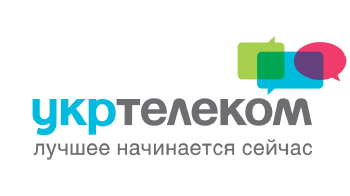 укртелеком
лучшее начинается сейчас